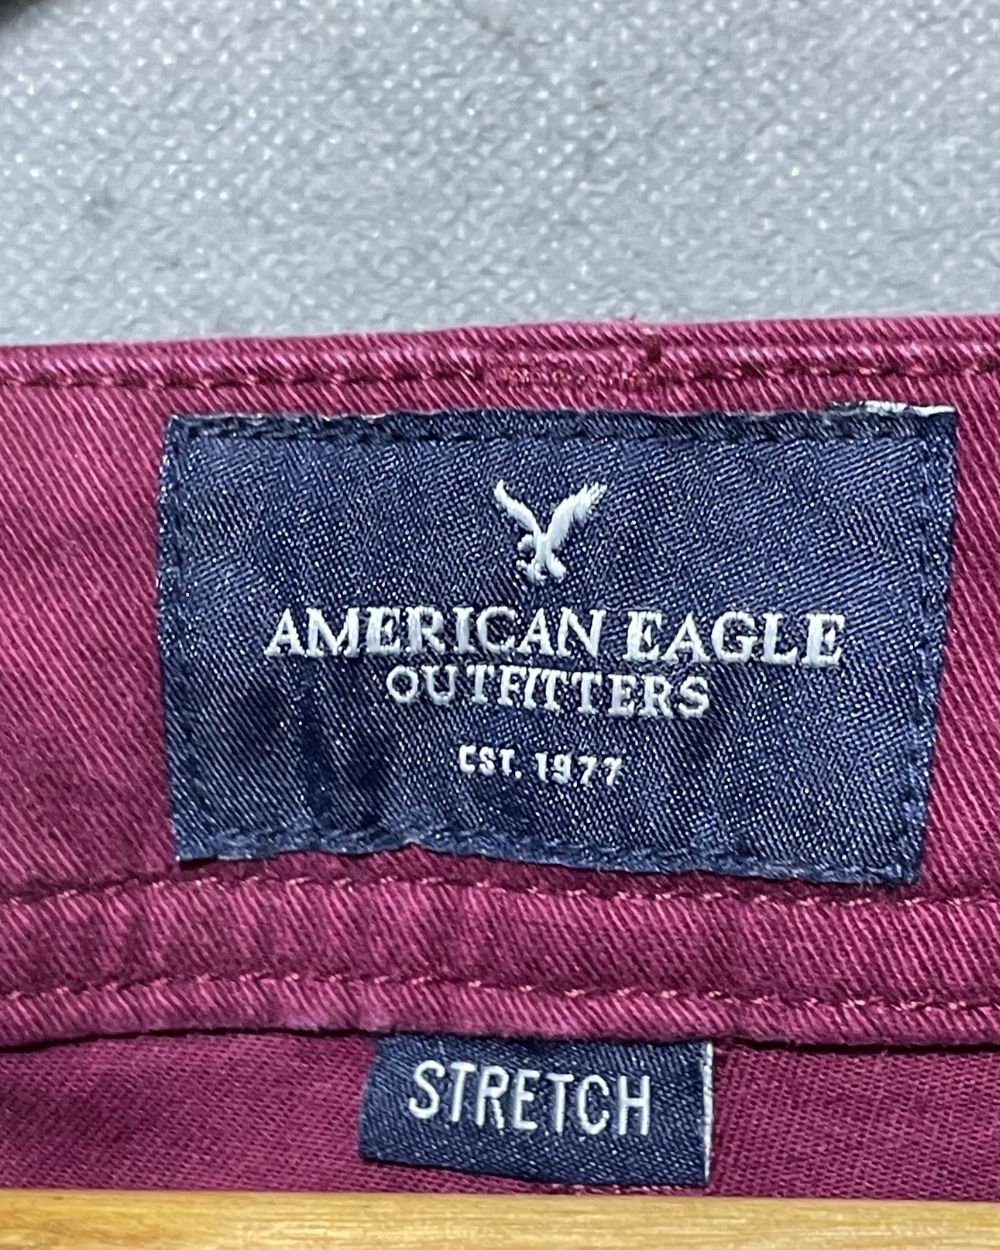 AMERICAN EAGLE
OUTFITTERS
EST. 1977
STRETCH